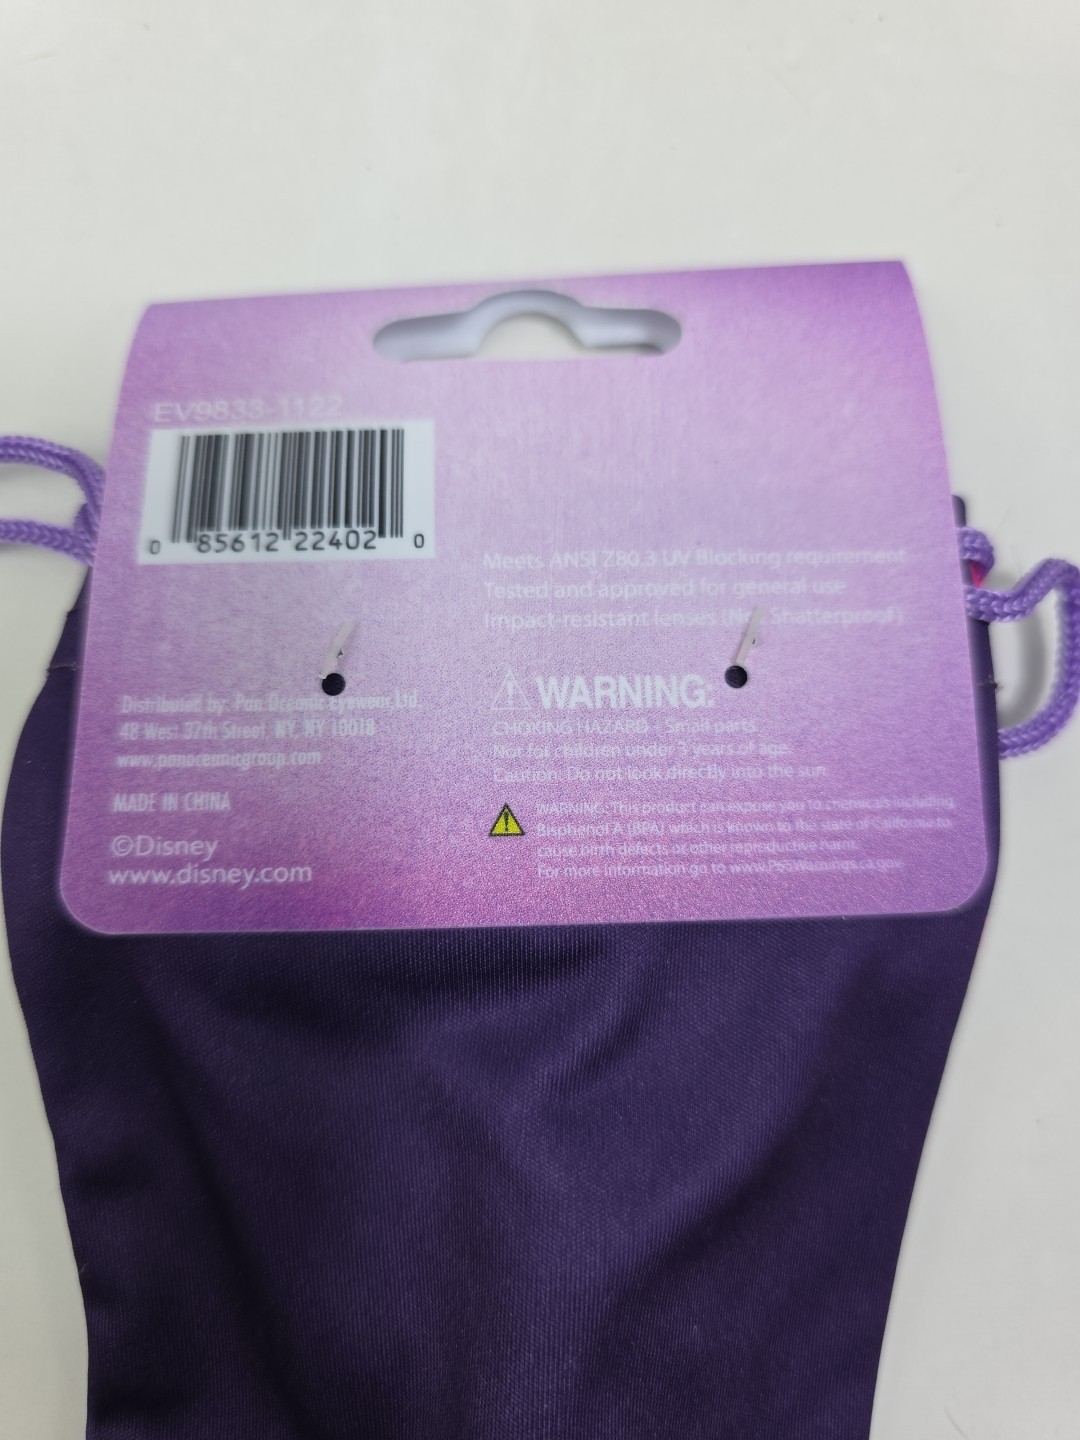 EV9833-1122
0 85612 22402 0
Meets ANSI Z80.3 UV Blocking requirement
Tested and approved for general use
Impact-resistant lenses (Not Shatterproof)
Distributed by: Pan Oceanic Eyewear, Ltd.
48 West 37th Street, NY, NY 10018
www.panoceanicgroup.com
MADE IN CHINA
©Disney
www.disney.com
WARNING:
CHOKING HAZARD - Small parts
Not for children under 3 years of age.
Caution: Do not look directly into the sun
WARNING: This product can expose you to chemicals including
Bisphenol A (BPA) which is known to the state of California to
cause birth defects or other reproductive harm.
For more information go to www.P65Warnings.ca.gov